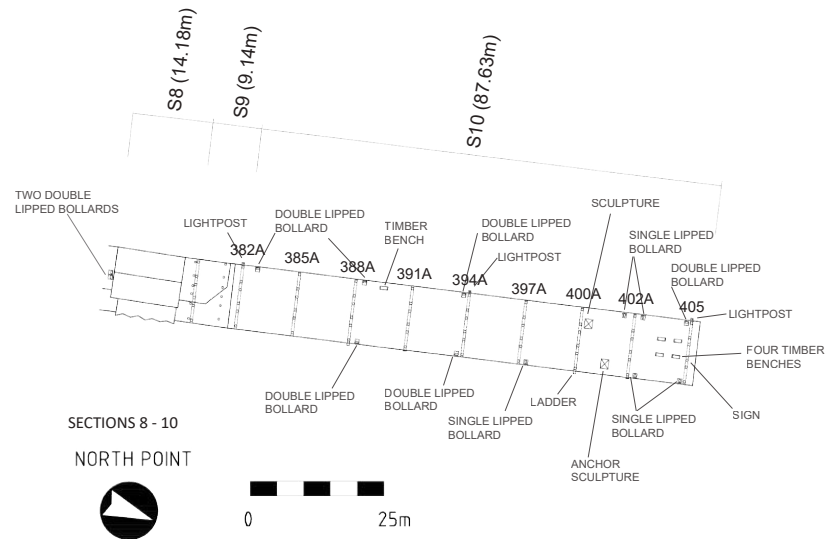 S8 (14.18m)
S9 (9.14m)
S10 (87.63m)
TWO DOUBLE
LIPPED BOLLARDS
LIGHTPOST
382A
DOUBLE LIPPED
BOLLARD
385A
388A
TIMBER
BENCH
391A
DOUBLE LIPPED
BOLLARD
394A
LIGHTPOST
397A
SCULPTURE
400A
SINGLE LIPPED
BOLLARD
402A
DOUBLE LIPPED
BOLLARD
405
LIGHTPOST
FOUR TIMBER
BENCHES
SIGN
DOUBLE LIPPED
BOLLARD
DOUBLE LIPPED
BOLLARD
SINGLE LIPPED
BOLLARD
LADDER
ANCHOR
SCULPTURE
SINGLE LIPPED
BOLLARD
SECTIONS 8 - 10
NORTH POINT
0
25m